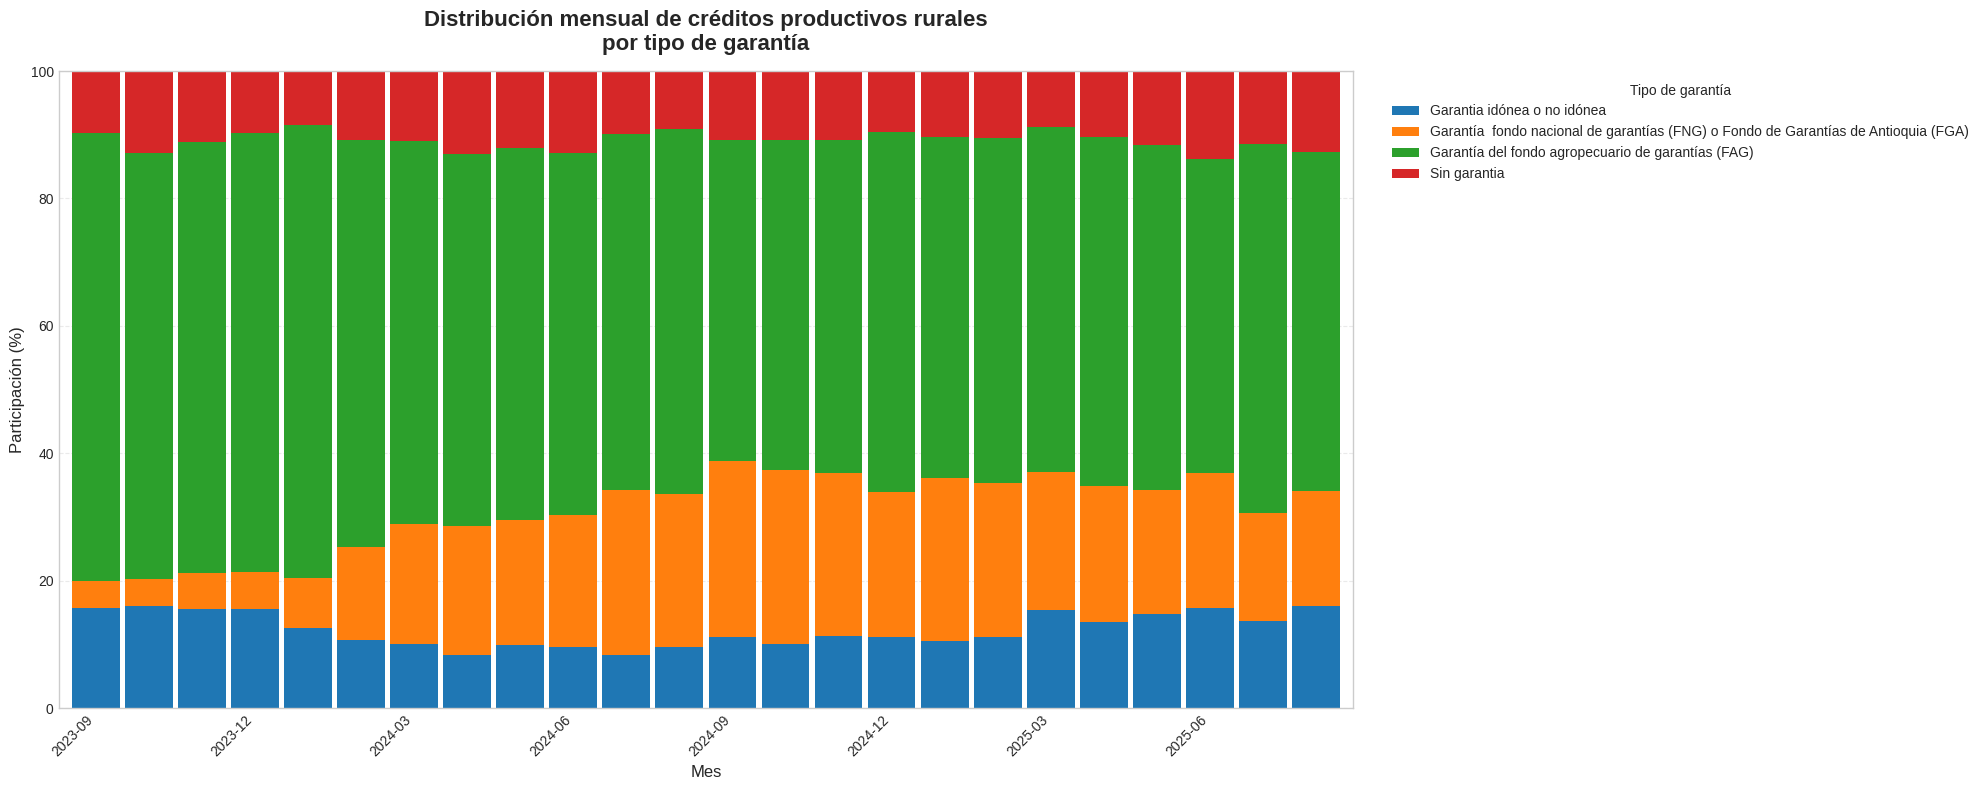 Distribución mensual de créditos productivos rurales
por tipo de garantía
100
80
60
40
20
0
Participación (%)
2023-09
2023-12
2024-03
2024-06
2024-09
2024-12
2025-03
2025-06
Mes
Tipo de garantía
Garantia idónea o no idónea
Garantía  fondo nacional de garantías (FNG) o Fondo de Garantías de Antioquia (FGA)
Garantía del fondo agropecuario de garantías (FAG)
Sin garantia